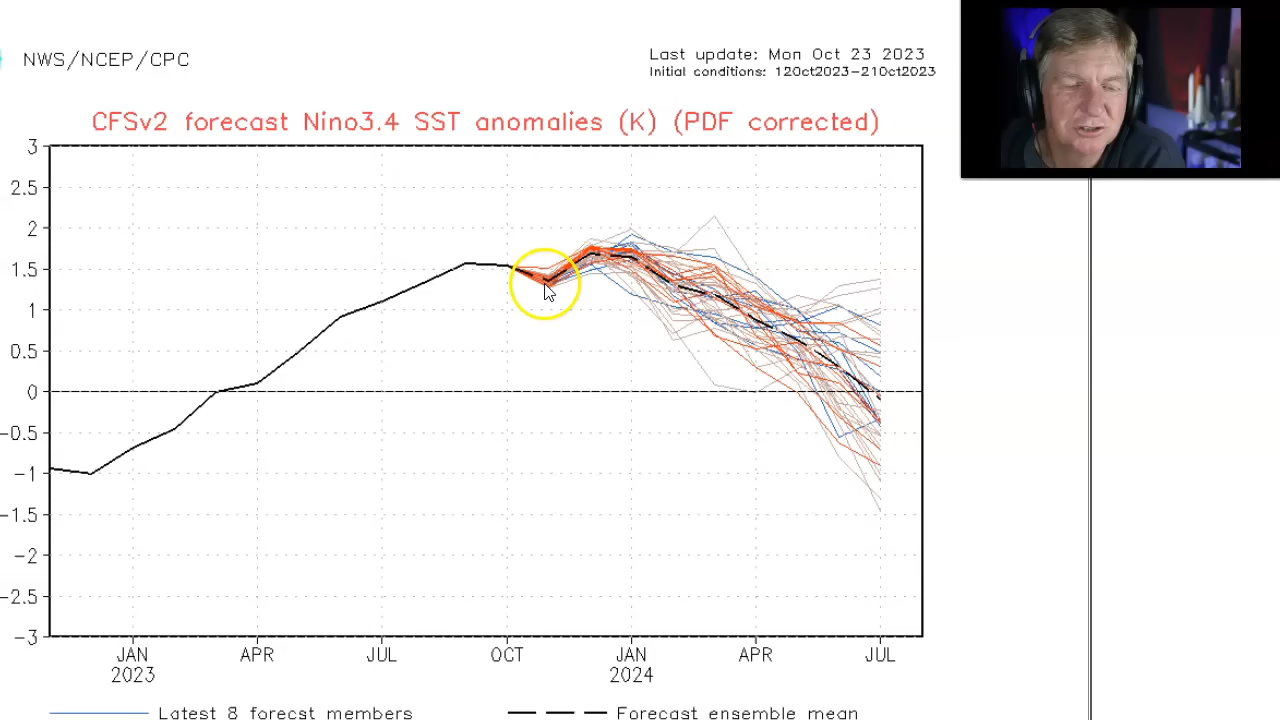 NWS/NCEP/CPC
Last update: Mon Oct 23 2023
Initial conditions: 12Oct2023-21Oct2023
CFSv2 forecast Nino3.4 SST anomalies (K) (PDF corrected)
3
2.5
2
1.5
1
0.5
0
-0.5
-1
-1.5
-2
-2.5
-3
JAN APR JUL OCT JAN APR JUL
2023 2024
Latest 8 forecst members Forecast ensemble mean